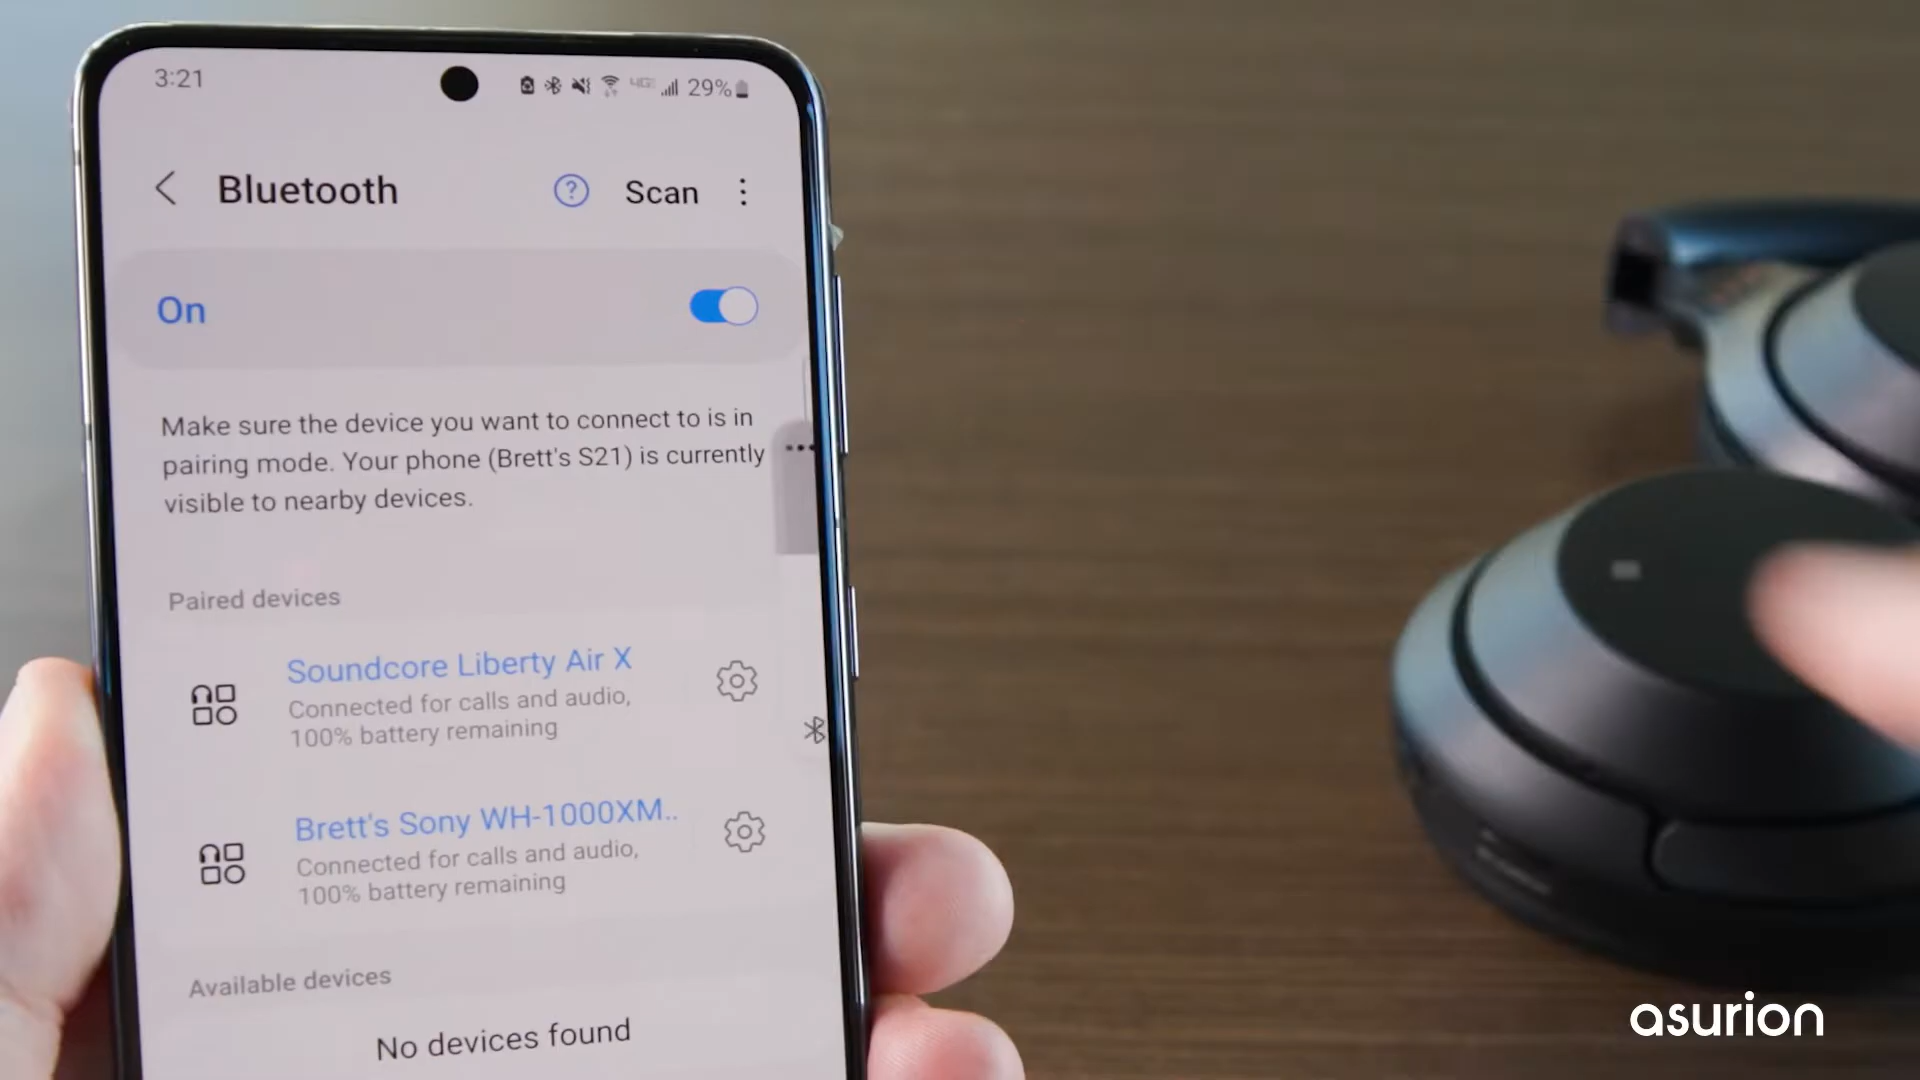 3:21
29%
Bluetooth
Scan
On
Make sure the device you want to connect to is in
pairing mode. Your phone (Brett's S21) is currently
visible to nearby devices.
Paired devices
Soundcore Liberty Air X
Connected for calls and audio,
100% battery remaining
Brett's Sony WH-1000XM..
Connected for calls and audio,
100% battery remaining
Available devices
No devices found
asurion